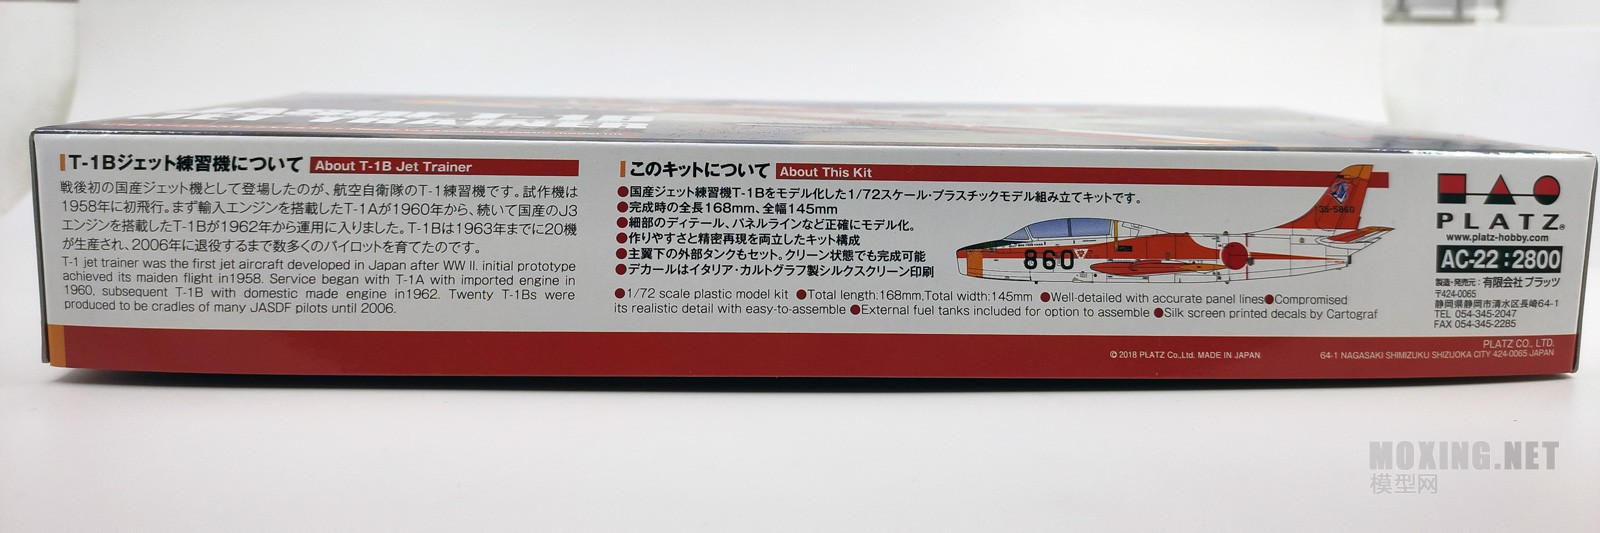 T-1Bジェット練習機について About T-1B Jet Trainer
戦後初の国産ジェット機として登場したのが、航空自衛隊のT-1練習機です。試作機は
1958年に初飛行。まず輸入エンジンを搭載したT-1Aが1960年から、続いて国産のJ3
エンジンを搭載したT-1Bが1962年から運用に入りました。T-1Bは1963年までに20機
が生産され、2006年に退役するまで数多くのパイロットを育てたのです。
T-1 jet trainer was the first jet aircraft developed in Japan after WW II. initial prototype
achieved its maiden flight in1958. Service began with T-1A with imported engine in
1960, subsequent T-1B with domestic made engine in1962. Twenty T-1Bs were
produced to be cradles of many JASDF pilots until 2006.
このキットについて About This Kit
●国産ジェット練習機T-1Bをモデル化した1/72スケール・プラスチックモデル組み立てキットです。
●完成時の全長168mm、全幅145mm
●細部のディテール、パネルラインなど正確にモデル化。
●作りやすさと精密再現を両立したキット構成
●主翼下の外部タンクもセット。クリーン状態でも完成可能
●デカールはイタリア・カルトグラフ製シルクスクリーン印刷
35-5860
860
●1/72 scale plastic model kit ●Total length:168mm,Total width:145mm ●Well-detailed with accurate panel lines●Compromised
its realistic detail with easy-to-assemble ●External fuel tanks included for option to assemble ●Silk screen printed decals by Cartograf
PLATZ
www.platz-hobby.com
AC-22:2800
製造・発売元:有限会社プラッツ
〒424-0065
静岡県静岡市清水区長崎64-1
TEL 054-345-2047
FAX 054-345-2285
© 2018 PLATZ Co.,Ltd. MADE IN JAPAN
PLATZ CO., LTD.
64-1 NAGASAKI SHIMIZUKU SHIZUOKA CITY 424-0065 JAPAN
MOXING.NET
模型网